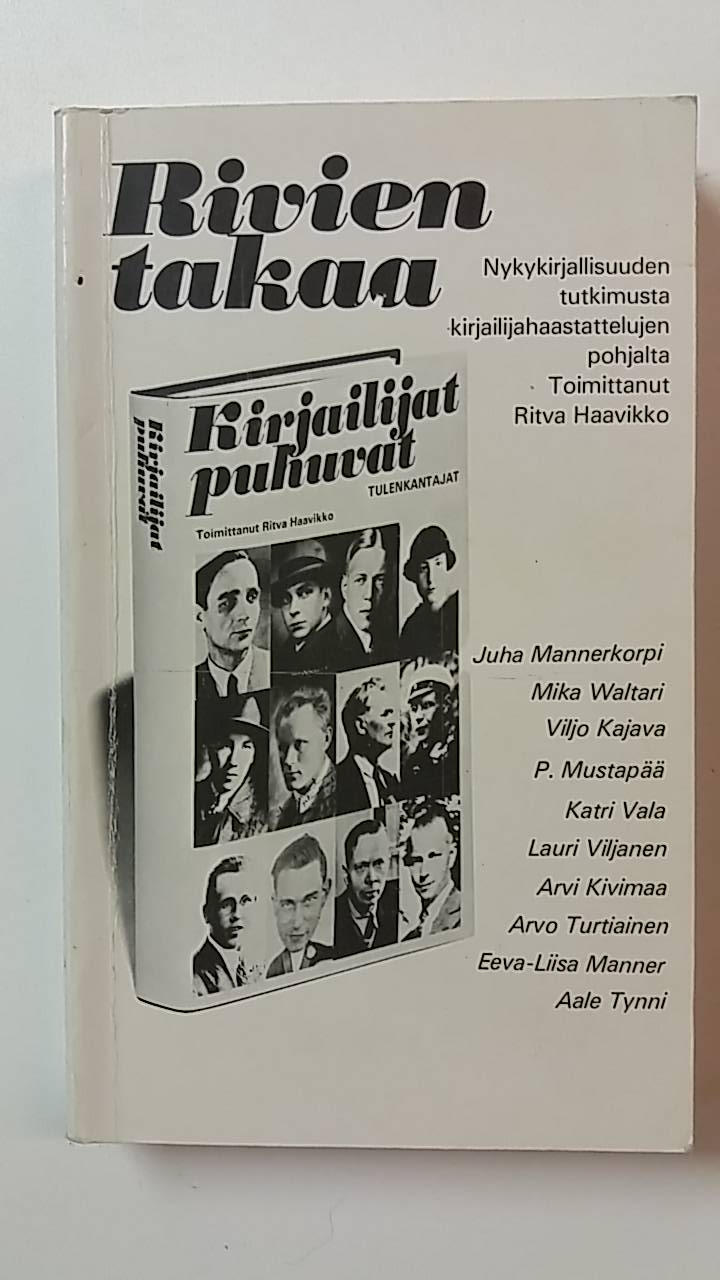 Rivien
takaa
Nykykirjallisuuden
tutkimusta
kirjailijahaastattelujen
pohjalta
Toimittanut
Ritva Haavikko
Kirjailijat
puhuvat
Kirjailijat
puhuvat
TULENKANTAJAT
Toimittanut Ritva Haavikko
Juha Mannerkorpi
Mika Waltari
Viljo Kajava
P. Mustapää
Katri Vala
Lauri Viljanen
Arvi Kivimaa
Arvo Turtiainen
Eeva-Liisa Manner
Aale Tynni